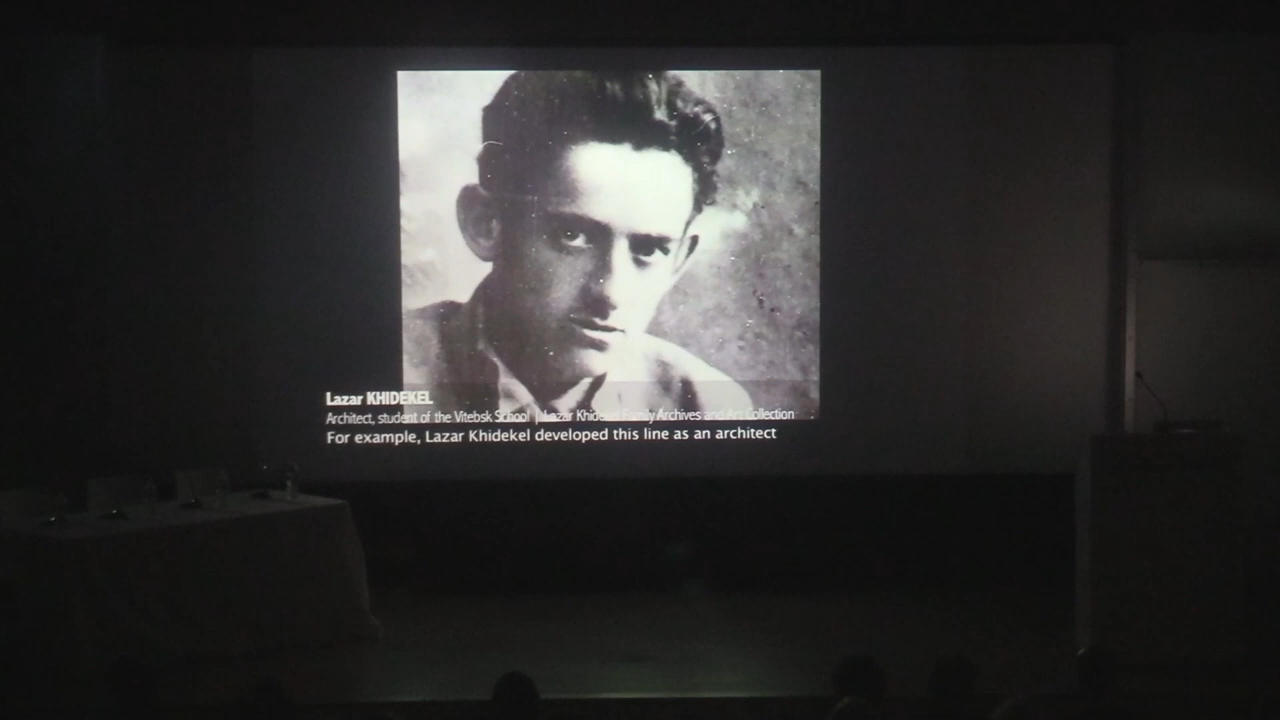 Lazar KHIDEKEL
Architect, student of the Vitebsk School | Lazar Khidekel Family Archives and Art Collection
For example, Lazar Khidekel developed this line as an architect